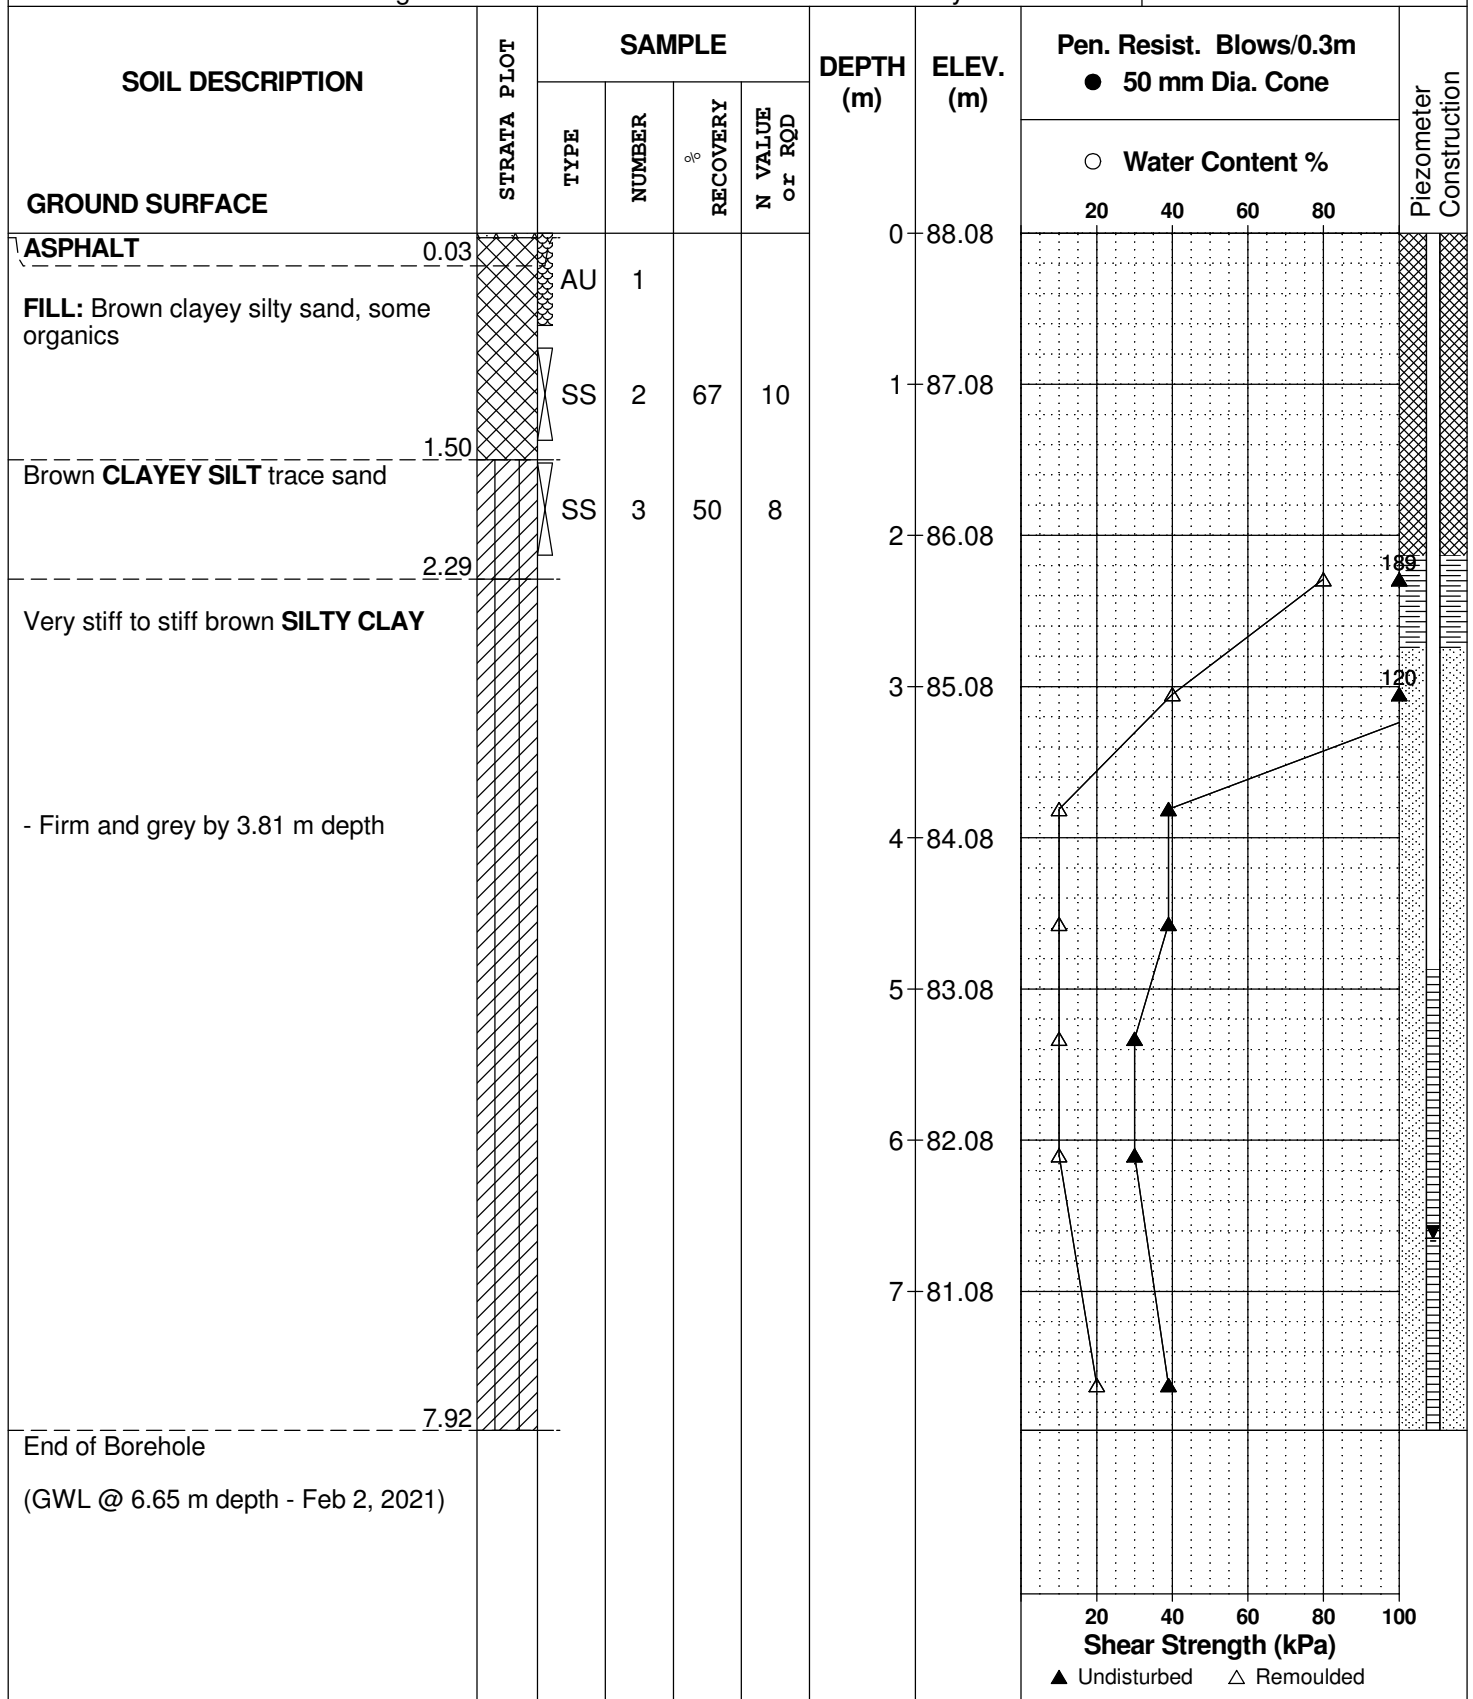 SOIL DESCRIPTION
GROUND SURFACE
STRATA PLOT
SAMPLE
TYPE
NUMBER
%
RECOVERY
N VALUE
or RQD
DEPTH
(m)
ELEV.
(m)
Pen. Resist. Blows/0.3m
● 50 mm Dia. Cone
○ Water Content %
20 40 60 80
Piezometer
Construction
0 88.08
ASPHALT 0.03
AU 1
FILL: Brown clayey silty sand, some
organics
1 87.08
SS 2 67 10
1.50
Brown CLAYEY SILT trace sand
SS 3 50 8
2 86.08
2.29
189
Very stiff to stiff brown SILTY CLAY
3 85.08
120
- Firm and grey by 3.81 m depth
4 84.08
5 83.08
6 82.08
7 81.08
7.92
End of Borehole
(GWL @ 6.65 m depth - Feb 2, 2021)
20 40 60 80 100
Shear Strength (kPa)
▲ Undisturbed △ Remoulded